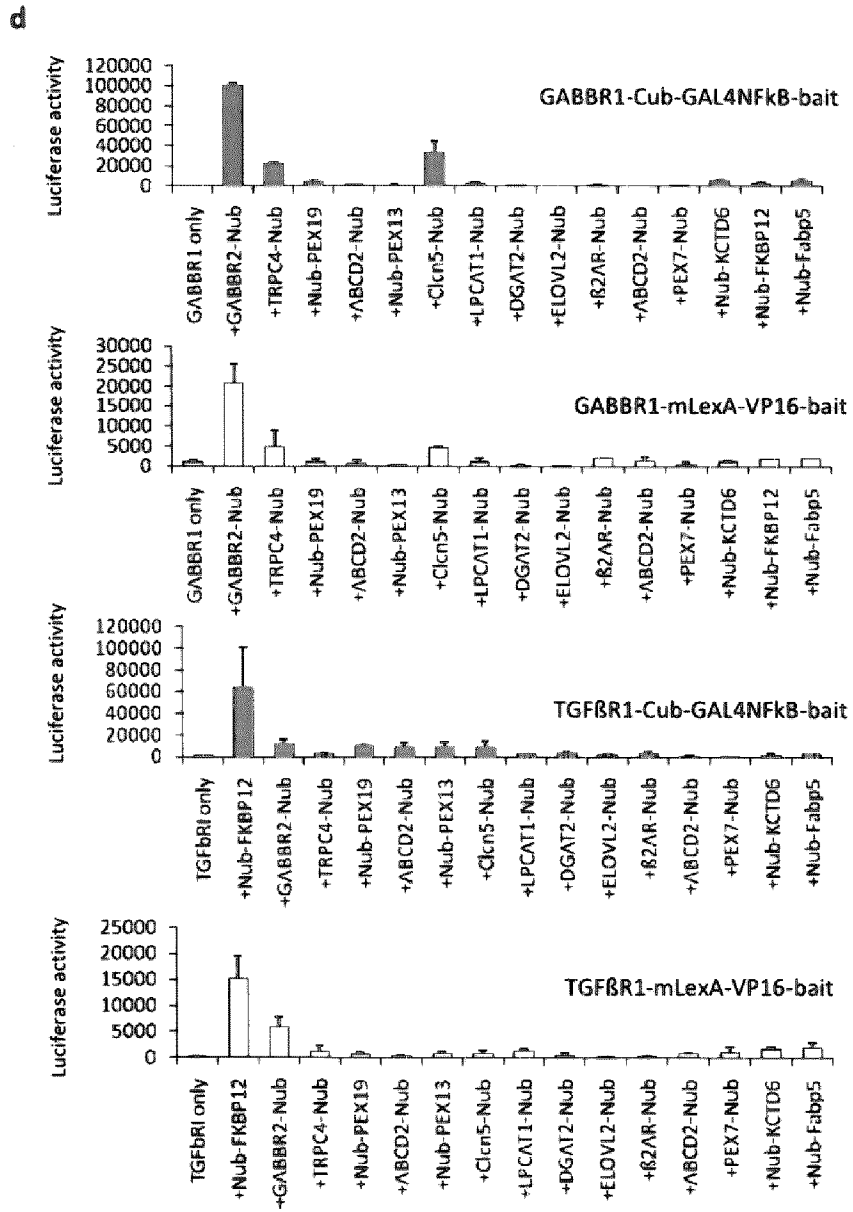 d
Luciferase activity
120000
100000
80000
60000
40000
20000
0
GABBR1-Cub-GAL4NFkB-bait
GABBR1 only
+GABBR2-Nub
+TRPC4-Nub
+Nub-PEX19
+ABCD2-Nub
+Nub-PEX13
+Clcn5-Nub
+LPCAT1-Nub
+DGAT2-Nub
+ELOVL2-Nub
+ß2AR-Nub
+ABCD2-Nub
+PEX7-Nub
+Nub-KCTD6
+Nub-FKBP12
+Nub-Fabp5
Luciferase activity
30000
25000
20000
15000
10000
5000
0
GABBR1-mLexA-VP16-bait
GABBR1 only
+GABBR2-Nub
+TRPC4-Nub
+Nub-PEX19
+ABCD2-Nub
+Nub-PEX13
+Clcn5-Nub
+LPCAT1-Nub
+DGAT2-Nub
+ELOVL2-Nub
+ß2AR-Nub
+ABCD2-Nub
+PEX7-Nub
+Nub-KCTD6
+Nub-FKBP12
+Nub-Fabp5
Luciferase activity
120000
100000
80000
60000
40000
20000
0
TGFßR1-Cub-GAL4NFkB-bait
TGFbRI only
+Nub-FKBP12
+GABBR2-Nub
+TRPC4-Nub
+Nub-PEX19
+ABCD2-Nub
+Nub-PEX13
+Clcn5-Nub
+LPCAT1-Nub
+DGAT2-Nub
+ELOVL2-Nub
+ß2AR-Nub
+ABCD2-Nub
+PEX7-Nub
+Nub-KCTD6
+Nub-Fabp5
Luciferase activity
25000
20000
15000
10000
5000
0
TGFßR1-mLexA-VP16-bait
TGFbRI only
+Nub-FKBP12
+GABBR2-Nub
+TRPC4-Nub
+Nub-PEX19
+ABCD2-Nub
+Nub-PEX13
+Clcn5-Nub
+LPCAT1-Nub
+DGAT2-Nub
+ELOVL2-Nub
+ß2AR-Nub
+ABCD2-Nub
+PEX7-Nub
+Nub-KCTD6
+Nub-Fabp5